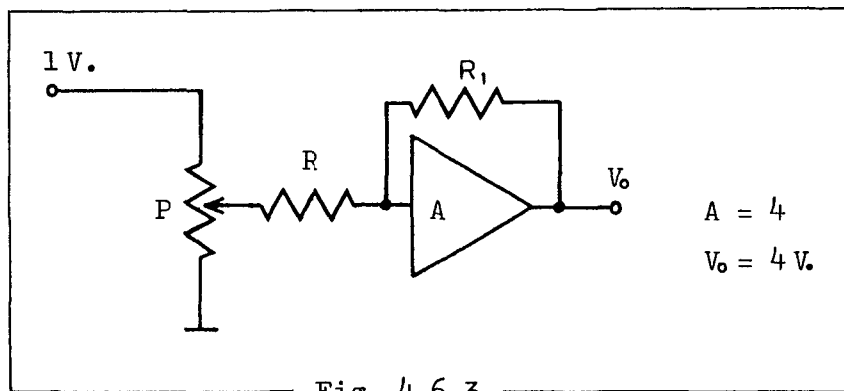 1 V.
R₁
R
P
A
V₀
A = 4
V₀ = 4 V.
Fig. 4.6.3